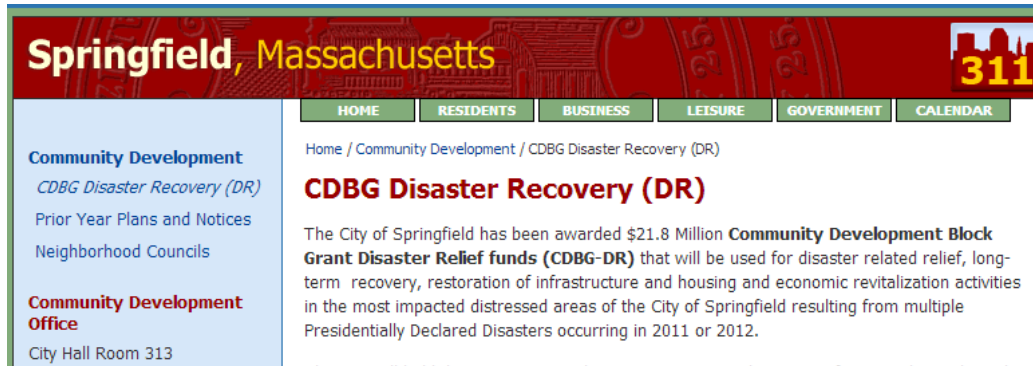 Springfield, Massachusetts
311
HOME RESIDENTS BUSINESS LEISURE GOVERNMENT CALENDAR
Community Development
CDBG Disaster Recovery (DR)
Prior Year Plans and Notices
Neighborhood Councils
Community Development
Office
City Hall Room 313
Home / Community Development / CDBG Disaster Recovery (DR)
CDBG Disaster Recovery (DR)
The City of Springfield has been awarded $21.8 Million Community Development Block
Grant Disaster Relief funds (CDBG-DR) that will be used for disaster related relief, long-
term recovery, restoration of infrastructure and housing and economic revitalization activities
in the most impacted distressed areas of the City of Springfield resulting from multiple
Presidentially Declared Disasters occurring in 2011 or 2012.